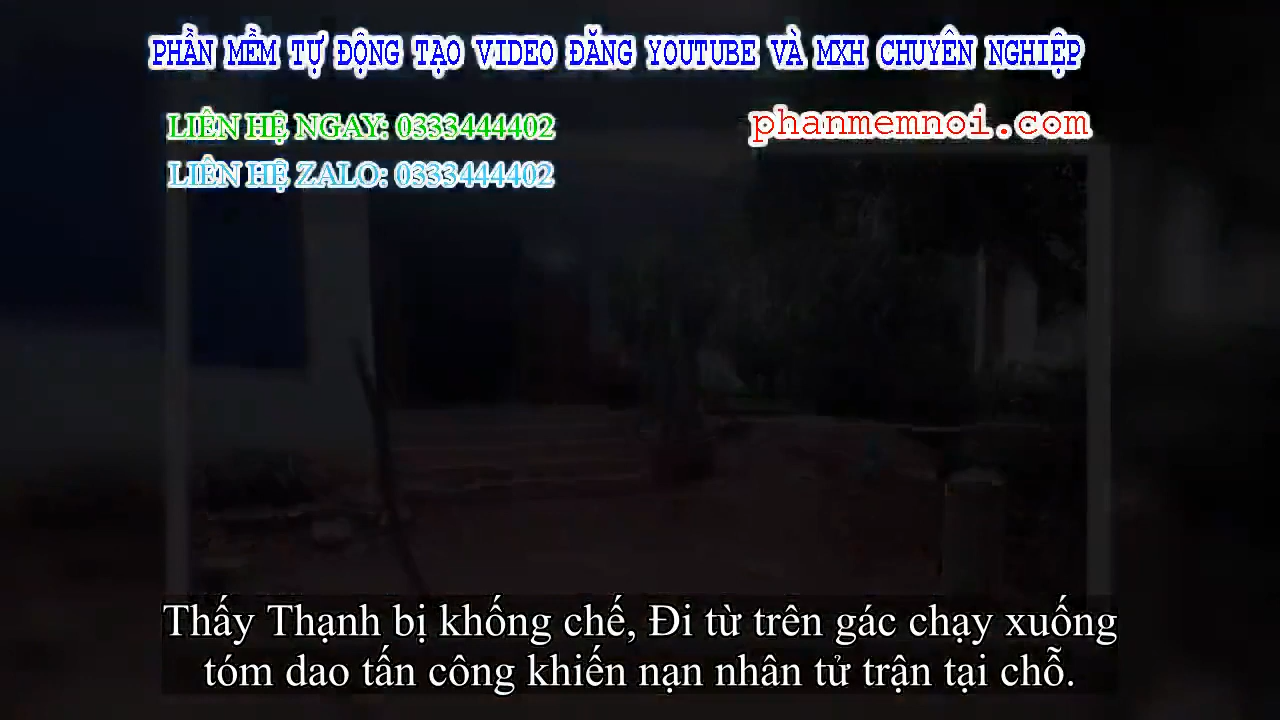 PHẦN MỀM TỰ ĐỘNG TẠO VIDEO ĐĂNG YOUTUBE VÀ MXH CHUYÊN NGHIỆP
LIÊN HỆ NGAY: 0333444402
phanmemnoi.com
LIÊN HỆ ZALO: 0333444402
Thấy Thạnh bị khống chế, Đi từ trên gác chạy xuống
tóm dao tấn công khiến nạn nhân tử trận tại chỗ.